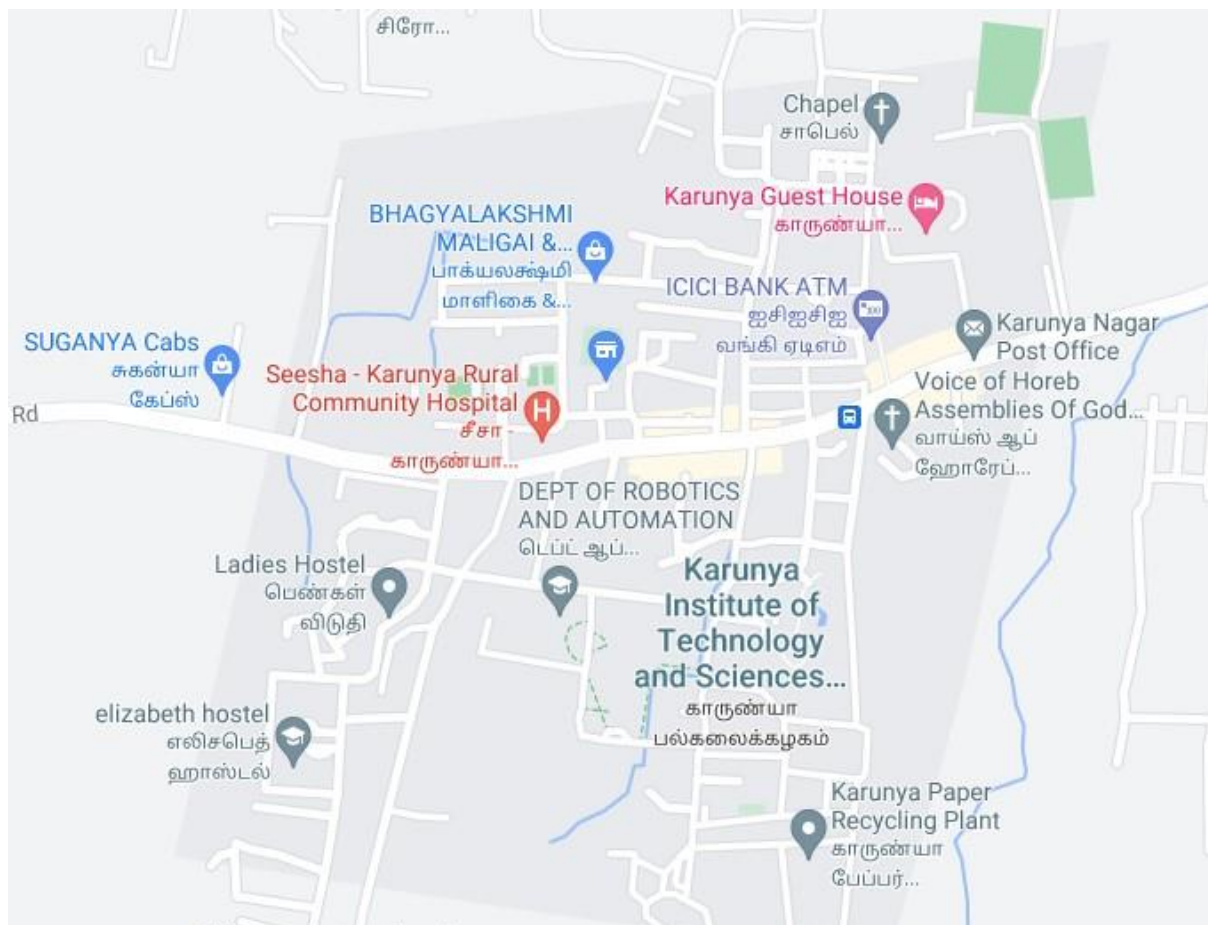 சிரோ...
Chapel
சாபெல்
Karunya Guest House
காருண்யா...
BHAGYALAKSHMI
MALIGAI &...
பாக்யலக்ஷ்மி
மாளிகை &...
ICICI BANK ATM
ஐசிஐசிஐ
வங்கி ஏடிஎம்
Karunya Nagar
Post Office
SUGANYA Cabs
சுகன்யா
கேப்ஸ்
Seesha - Karunya Rural
Community Hospital
சீசா -
காருண்யா...
Voice of Horeb
Assemblies Of God...
வாய்ஸ் ஆப்
ஹோரேப்...
Rd
DEPT OF ROBOTICS
AND AUTOMATION
டெப்ட் ஆப்...
Ladies Hostel
பெண்கள்
விடுதி
Karunya
Institute of
Technology
and Sciences...
காருண்யா
பல்கலைக்கழகம்
elizabeth hostel
எலிசபெத்
ஹாஸ்டல்
Karunya Paper
Recycling Plant
காருண்யா
பேப்பர்...